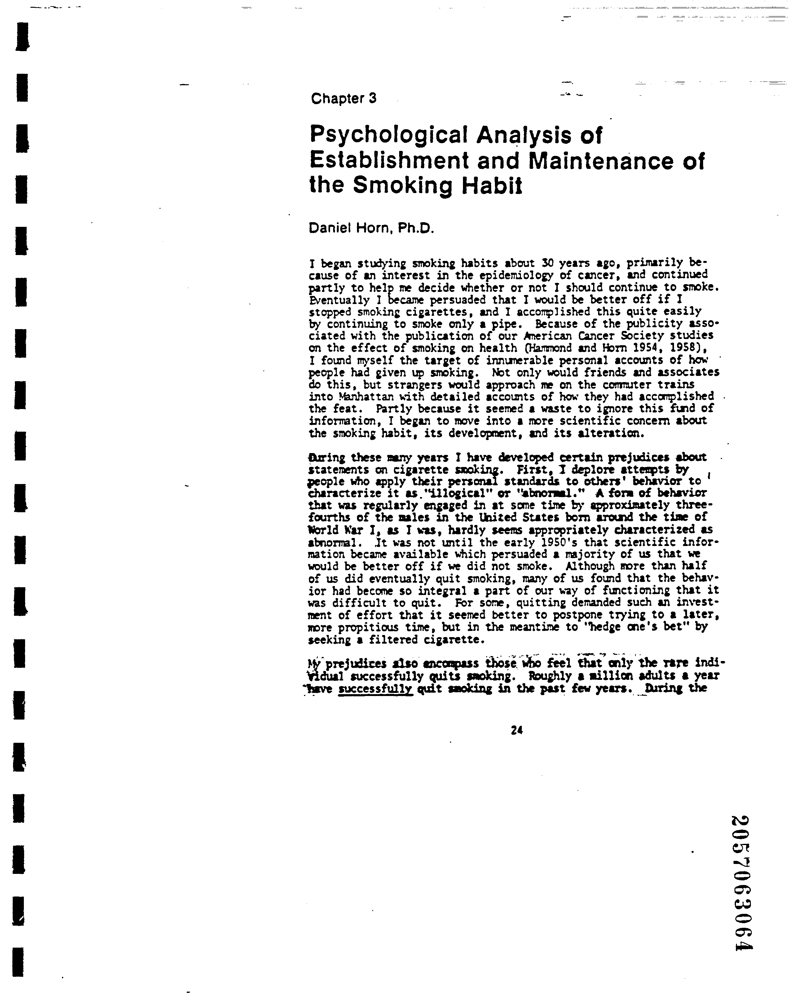 Chapter 3
Psychological Analysis of
Establishment and Maintenance of
the Smoking Habit
Daniel Horn, Ph.D.
I began studying smoking habits about 30 years ago, primarily be-
cause of an interest in the epidemiology of cancer, and continued
partly to help me decide whether or not I should continue to smoke.
Eventually I became persuaded that I would be better off if I
stopped smoking cigarettes, and I accomplished this quite easily
by continuing to smoke only a pipe. Because of the publicity asso-
ciated with the publication of our American Cancer Society studies
on the effect of smoking on health (Hammond and Horn 1954, 1958),
I found myself the target of innumerable personal accounts of how
people had given up smoking. Not only would friends and associates
do this, but strangers would approach me on the commuter trains
into Manhattan with detailed accounts of how they had accomplished
the feat. Partly because it seemed a waste to ignore this fund of
information, I began to move into a more scientific concern about
the smoking habit, its development, and its alteration.
During these many years I have developed certain prejudices about
statements on cigarette smoking. First, I deplore attempts by
people who apply their personal standards to others' behavior to
characterize it as "illogical" or "abnormal." A form of behavior
that was regularly engaged in at some time by approximately three-
fourths of the males in the United States born around the time of
World War I, as I was, hardly seems appropriately characterized as
abnormal. It was not until the early 1950's that scientific infor-
mation became available which persuaded a majority of us that we
would be better off if we did not smoke. Although more than half
of us did eventually quit smoking, many of us found that the behav-
ior had become so integral a part of our way of functioning that it
was difficult to quit. For some, quitting demanded such an invest-
ment of effort that it seemed better to postpone trying to a later,
more propitious time, but in the meantime to "hedge one's bet" by
seeking a filtered cigarette.
My prejudices also encompass those who feel that only the rare indi-
vidual successfully quits smoking. Roughly a million adults a year
have successfully quit smoking in the past few years. During the
24
2057063064